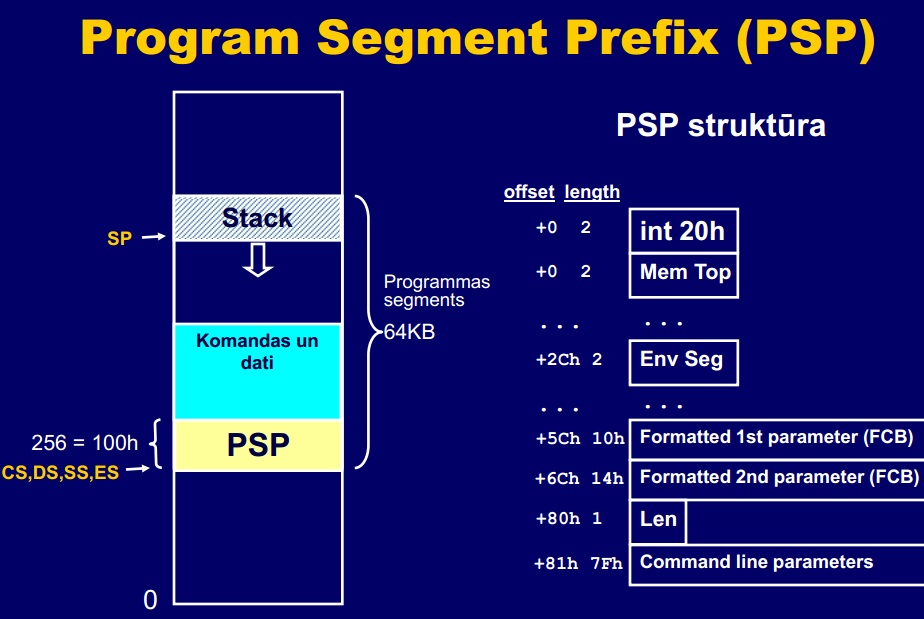 Program Segment Prefix (PSP)
PSP struktūra
Stack
SP
Programmas
segments
64KB
Komandas un
dati
256 = 100h
PSP
CS,DS,SS,ES
0
offset length
+0 2 int 20h
+0 2 Mem Top
. . . . . .
+2Ch 2 Env Seg
. . . . . .
+5Ch 10h Formatted 1st parameter (FCB)
+6Ch 14h Formatted 2nd parameter (FCB)
+80h 1 Len
+81h 7Fh Command line parameters